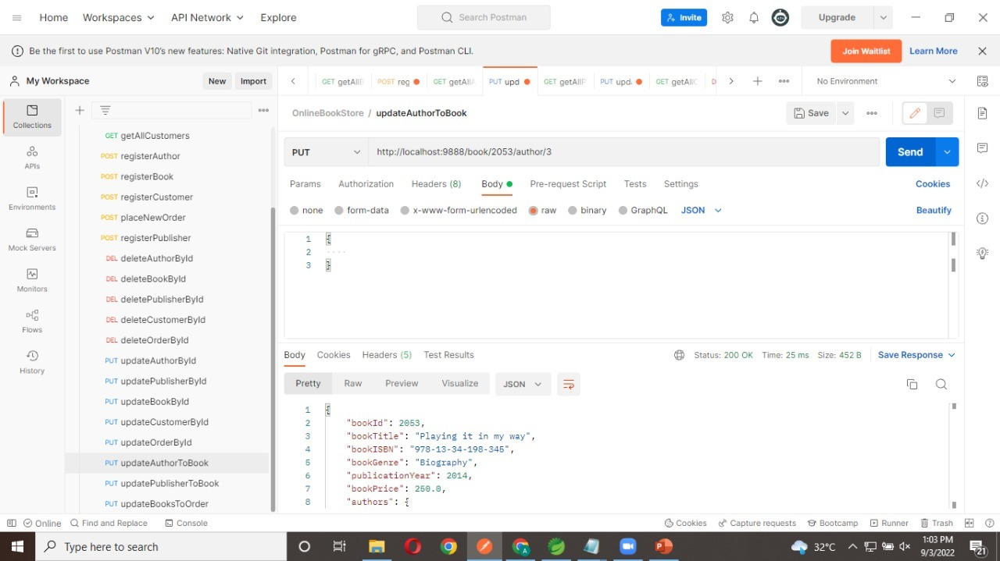 Home Workspaces API Network Explore Search Postman Invite Upgrade
Be the first to use Postman V10's new features: Native Git integration, Postman for gRPC, and Postman CLI. Join Waitlist Learn More
My Workspace New Import
GET getAllE POST reg GET getAllA PUT upd GET getAllP PUT upd GET getAllC No Environment
Collections
APIs
Environments
Mock Servers
Monitors
Flows
History
GET getAllCustomers
POST registerAuthor
POST registerBook
POST registerCustomer
POST placeNewOrder
POST registerPublisher
DEL deleteAuthorById
DEL deleteBookById
DEL deletePublisherById
DEL deleteCustomerById
DEL deleteOrderById
PUT updateAuthorById
PUT updatePublisherById
PUT updateBookById
PUT updateCustomerById
PUT updateOrderById
PUT updateAuthorToBook
PUT updatePublisherToBook
PUT updateBooksToOrder
OnlineBookStore / updateAuthorToBook Save
PUT http://localhost:9888/book/2053/author/3 Send
Params Authorization Headers (8) Body Pre-request Script Tests Settings Cookies
none form-data x-www-form-urlencoded raw binary GraphQL JSON Beautify
1 {
2 ····
3 }
Body Cookies Headers (5) Test Results Status: 200 OK Time: 25 ms Size: 452 B Save Response
Pretty Raw Preview Visualize JSON
1 {
2 "bookId": 2053,
3 "bookTitle": "Playing it in my way",
4 "bookISBN": "978-13-34-198-345",
5 "bookGenre": "Biography",
6 "publicationYear": 2014,
7 "bookPrice": 250.0,
8 "authors": {
Online Find and Replace Console Cookies Capture requests Bootcamp Runner Trash
Type here to search 32°C 1:03 PM
9/3/2022 21